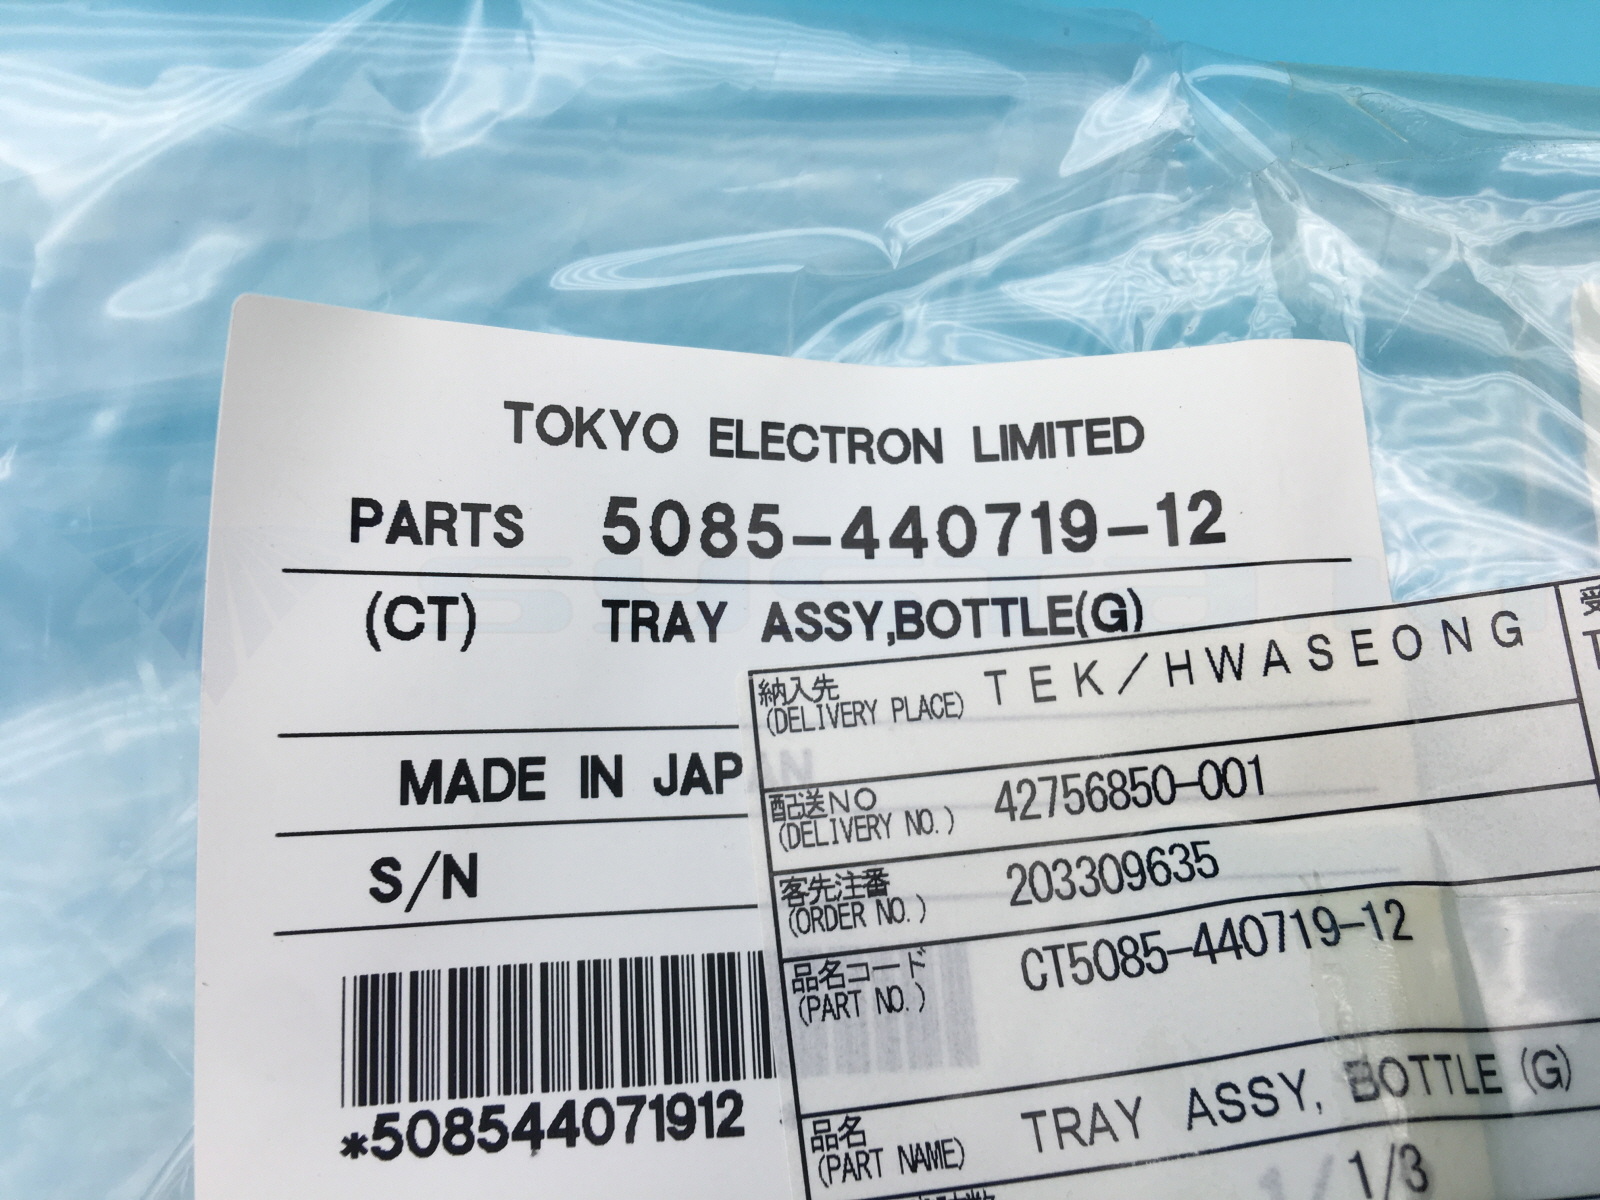 TOKYO ELECTRON LIMITED
PARTS 5085-440719-12
(CT) TRAY ASSY,BOTTLE(G)
MADE IN JAPAN
S/N
*508544071912
納入先
(DELIVERY PLACE) TEK/HWASEONG
配送NO
(DELIVERY NO.) 42756850-001
客先注番
(ORDER NO.) 203309635
品名コード
(PART NO.) CT5085-440719-12
品名
(PART NAME) TRAY ASSY, BOTTLE (G)
1/3
受